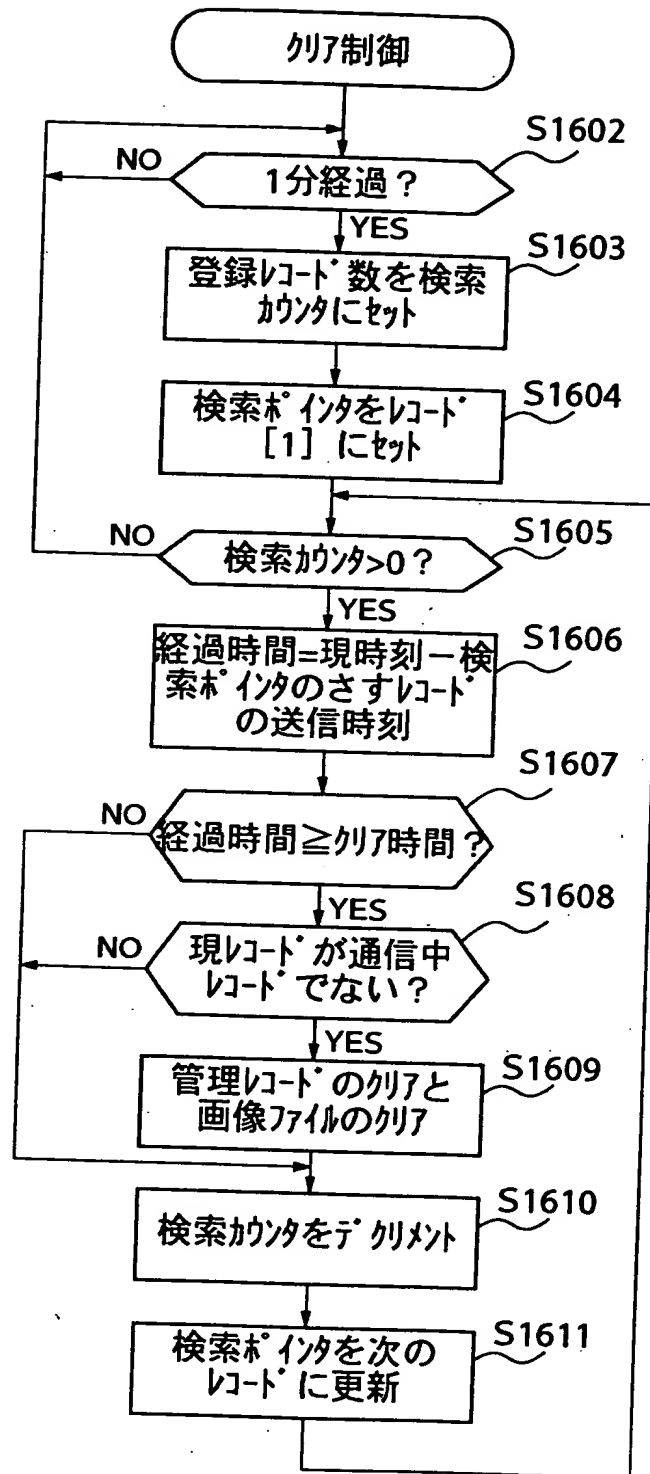 クリア制御
S1602
NO
1分経過?
YES
S1603
登録レコード数を検索
カウンタにセット
S1604
検索ポインタをレコード
[1] にセット
NO
S1605
検索カウンタ>0?
YES
S1606
経過時間=現時刻-検
索ポインタのさすレコード
の送信時刻
S1607
NO
経過時間≧クリア時間?
YES
S1608
NO
現レコードが通信中
レコードでない?
YES
S1609
管理レコードのクリアと
画像ファイルのクリア
S1610
検索カウンタをデクリメント
S1611
検索ポインタを次の
レコードに更新